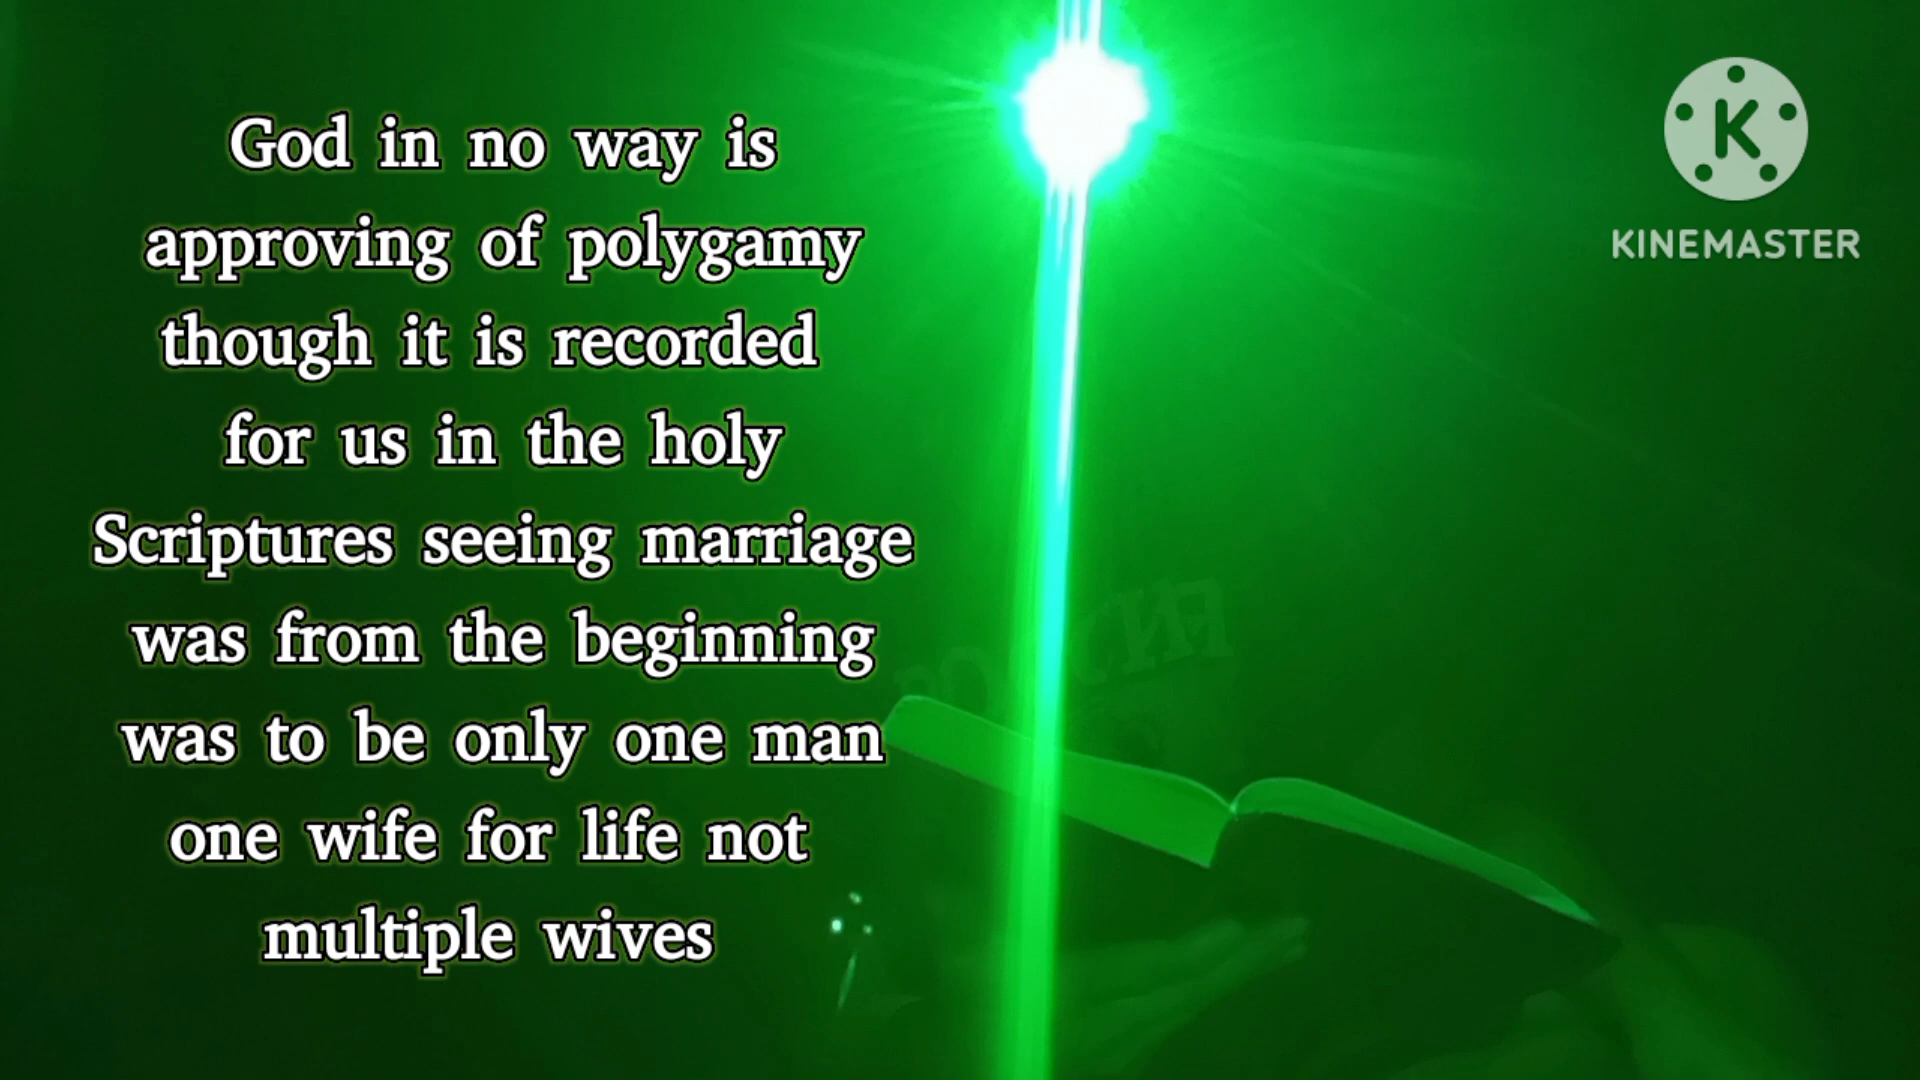 God in no way is
approving of polygamy
though it is recorded
for us in the holy
Scriptures seeing marriage
was from the beginning
was to be only one man
one wife for life not
multiple wives
K
KINEMASTER